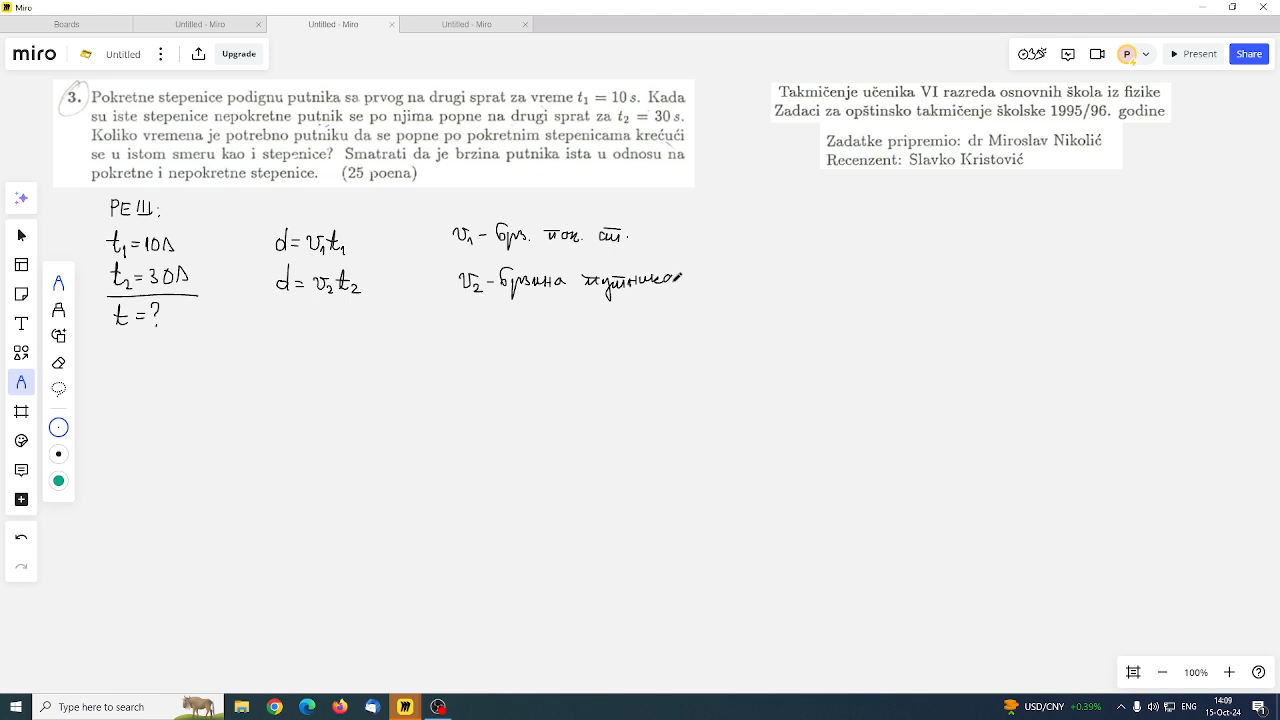 Miro
Boards
Untitled - Miro
Untitled - Miro
Untitled - Miro
miro
Untitled
Upgrade
P
Present
Share
3. Pokretne stepenice podignu putnika sa prvog na drugi sprat za vreme t₁ = 10 s. Kada
su iste stepenice nepokretne putnik se po njima popne na drugi sprat za t₂ = 30 s.
Koliko vremena je potrebno putniku da se popne po pokretnim stepenicama krećući
se u istom smeru kao i stepenice? Smatrati da je brzina putnika ista u odnosu na
pokretne i nepokretne stepenice. (25 poena)
Takmičenje učenika VI razreda osnovnih škola iz fizike
Zadaci za opštinsko takmičenje školske 1995/96. godine
Zadatke pripremio: dr Miroslav Nikolić
Recenzent: Slavko Kristović
РЕШ:
t₁ = 10s
t₂ = 30s
t = ?
d = v₁t₁
d = v₂t₂
v₁ - брз. пок. ст.
v₂ - брзина путника
100%
Type here to search
USD/CNY +0.39%
ENG
14:09
15-Oct-24